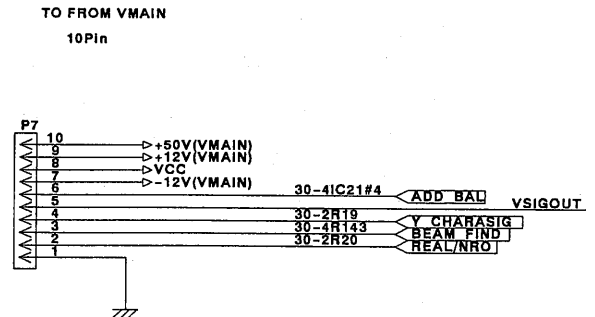 TO FROM VMAIN
10Pin
P7
10 +50V(VMAIN)
9 +12V(VMAIN)
8 VCC
7 -12V(VMAIN)
6 30-4IC21#4 ADD BAL
5 VSIGOUT
4 30-2R19 Y CHARASIG
3 30-4R143 BEAM FIND
2 30-2R20 REAL/NRO
1